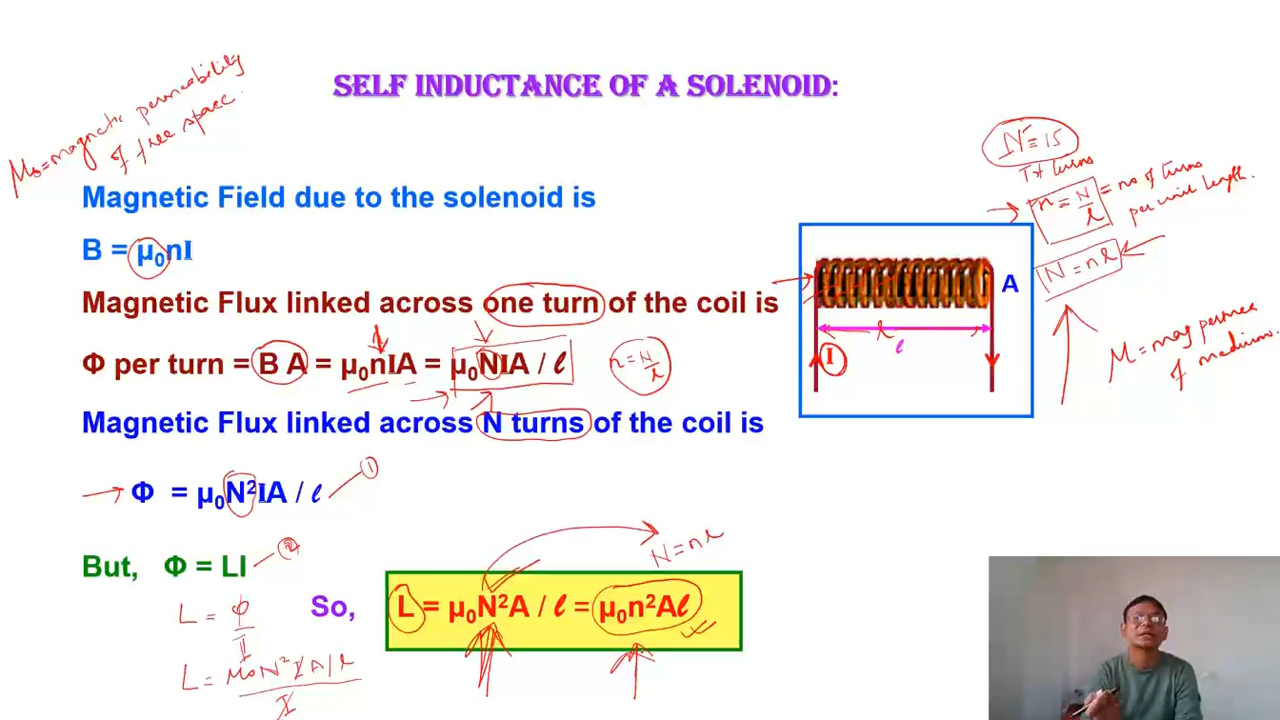 SELF INDUCTANCE OF A SOLENOID:
μ₀ = magnetic permeability
of free space.
Magnetic Field due to the solenoid is
B = μ₀nI
Magnetic Flux linked across one turn of the coil is
Φ per turn = B A = μ₀nIA = μ₀NIA / ℓ
n = N/l
Magnetic Flux linked across N turns of the coil is
Φ = μ₀N²IA / ℓ
1
But, Φ = LI
2
L = Φ/I
L = μ₀N²IA/l / I
So,
L = μ₀N²A / ℓ = μ₀n²Aℓ
N = nl
N = 15
Tot turns
n = N/l = no of turns
per unit length.
N = nl
A
l
ℓ
I
μ = mag permea
of medium.